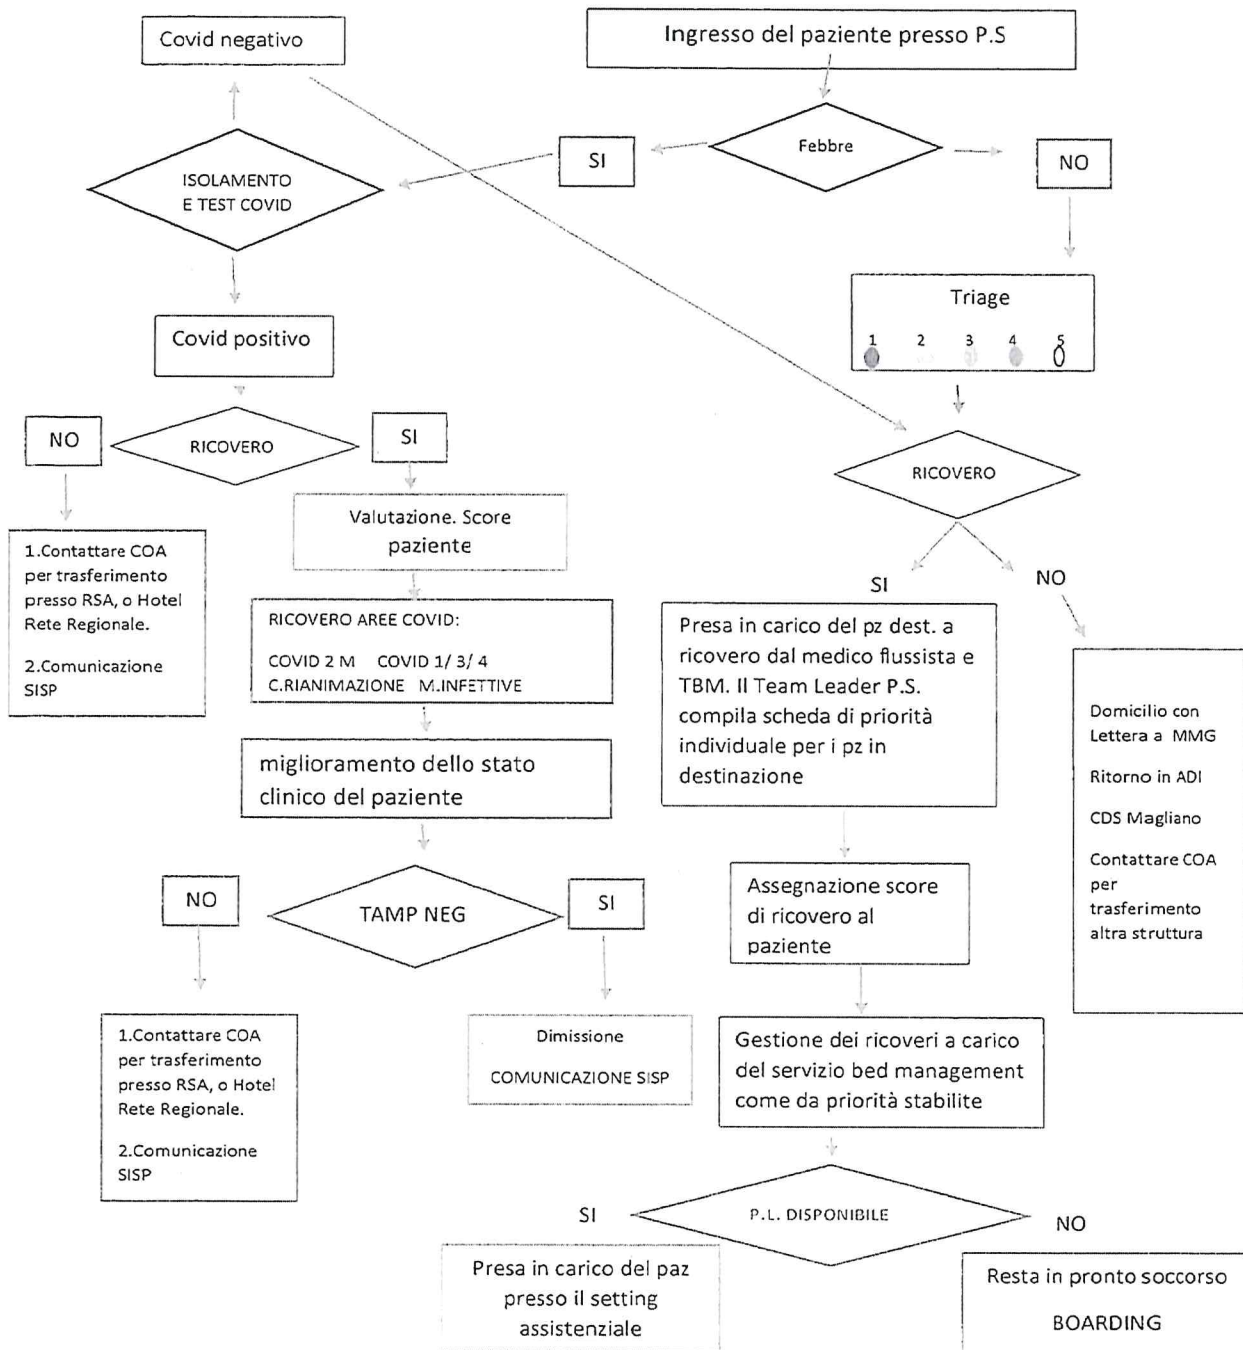 Covid negativo
Ingresso del paziente presso P.S
Febbre
SI
NO
ISOLAMENTO
E TEST COVID
Triage
1 2 3 4 5
Covid positivo
NO
RICOVERO
SI
RICOVERO
Valutazione. Score
paziente
1.Contattare COA
per trasferimento
presso RSA, o Hotel
Rete Regionale.
2.Comunicazione
SISP
RICOVERO AREE COVID:
COVID 2 M COVID 1/ 3/ 4
C.RIANIMAZIONE M.INFETTIVE
SI
NO
Presa in carico del pz dest. a
ricovero dal medico flussista e
TBM. Il Team Leader P.S.
compila scheda di priorità
individuale per i pz in
destinazione
Domicilio con
Lettera a MMG
Ritorno in ADI
CDS Magliano
Contattare COA
per
trasferimento
altra struttura
miglioramento dello stato
clinico del paziente
NO
TAMP NEG
SI
Assegnazione score
di ricovero al
paziente
1.Contattare COA
per trasferimento
presso RSA, o Hotel
Rete Regionale.
2.Comunicazione
SISP
Dimissione
COMUNICAZIONE SISP
Gestione dei ricoveri a carico
del servizio bed management
come da priorità stabilite
SI
P.L. DISPONIBILE
NO
Presa in carico del paz
presso il setting
assistenziale
Resta in pronto soccorso
BOARDING